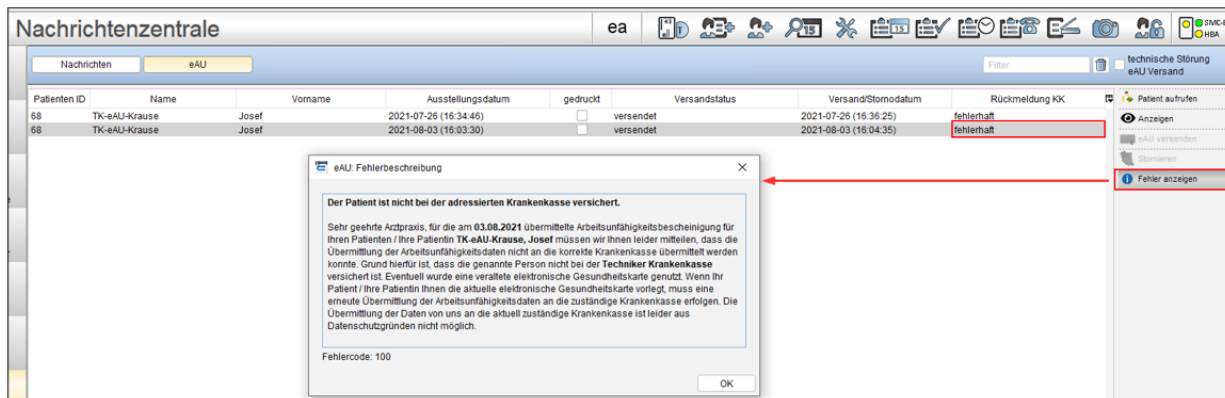 Nachrichtenzentrale
ea
15
15
SMC-B
HBA
Nachrichten
eAU
Filter
technische Störung
eAU Versand
Patienten ID Name Vorname Ausstellungsdatum gedruckt Versandstatus Versand/Stornodatum Rückmeldung KK
68 TK-eAU-Krause Josef 2021-07-26 (16:34:46) versendet 2021-07-26 (16:36:25) fehlerhaft
68 TK-eAU-Krause Josef 2021-08-03 (16:03:30) versendet 2021-08-03 (16:04:35) fehlerhaft
Patient aufrufen
Anzeigen
eAU versenden
Stornieren
Fehler anzeigen
eAU: Fehlerbeschreibung
Der Patient ist nicht bei der adressierten Krankenkasse versichert.
Sehr geehrte Arztpraxis, für die am 03.08.2021 übermittelte Arbeitsunfähigkeitsbescheinigung für
Ihren Patienten / Ihre Patientin TK-eAU-Krause, Josef müssen wir Ihnen leider mitteilen, dass die
Übermittlung der Arbeitsunfähigkeitsdaten nicht an die korrekte Krankenkasse übermittelt werden
konnte. Grund hierfür ist, dass die genannte Person nicht bei der Techniker Krankenkasse
versichert ist. Eventuell wurde eine veraltete elektronische Gesundheitskarte genutzt. Wenn Ihr
Patient / Ihre Patientin Ihnen die aktuelle elektronische Gesundheitskarte vorlegt, muss eine
erneute Übermittlung der Arbeitsunfähigkeitsdaten an die zuständige Krankenkasse erfolgen. Die
Übermittlung der Daten von uns an die aktuell zuständige Krankenkasse ist leider aus
Datenschutzgründen nicht möglich.
Fehlercode: 100
OK